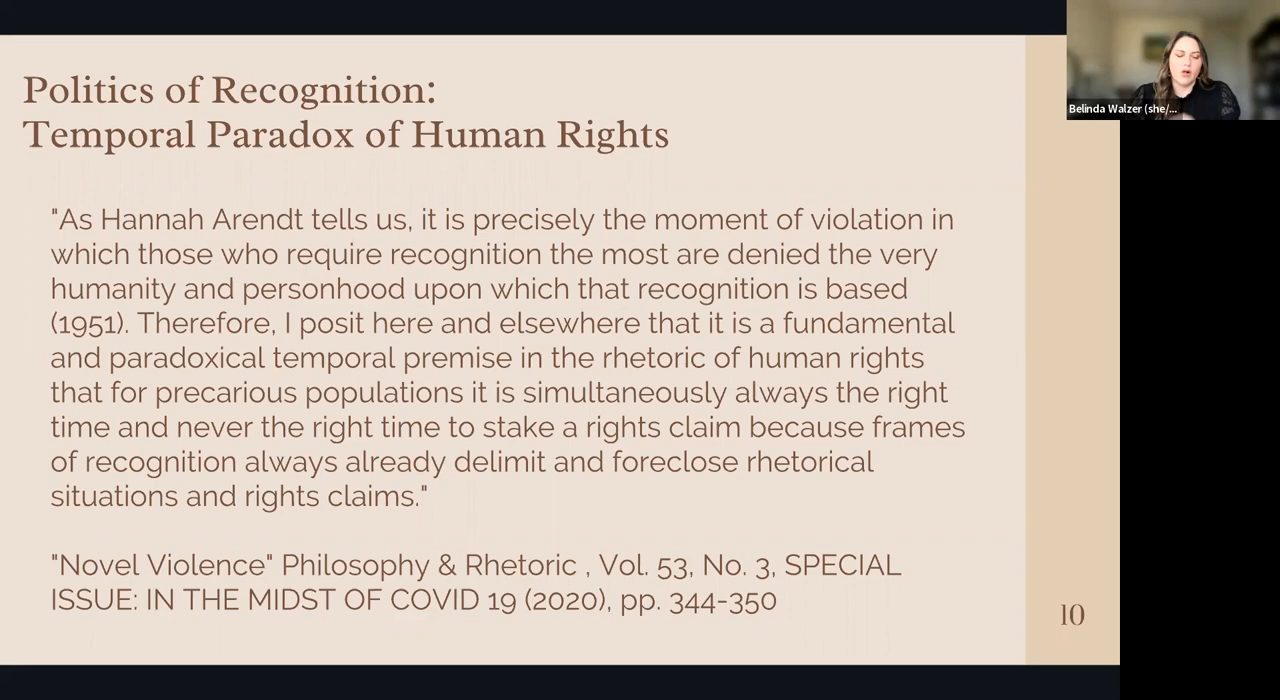 Politics of Recognition:
Temporal Paradox of Human Rights
"As Hannah Arendt tells us, it is precisely the moment of violation in
which those who require recognition the most are denied the very
humanity and personhood upon which that recognition is based
(1951). Therefore, I posit here and elsewhere that it is a fundamental
and paradoxical temporal premise in the rhetoric of human rights
that for precarious populations it is simultaneously always the right
time and never the right time to stake a rights claim because frames
of recognition always already delimit and foreclose rhetorical
situations and rights claims."
"Novel Violence" Philosophy & Rhetoric , Vol. 53, No. 3, SPECIAL
ISSUE: IN THE MIDST OF COVID 19 (2020), pp. 344-350
10
Belinda Walzer (she/...